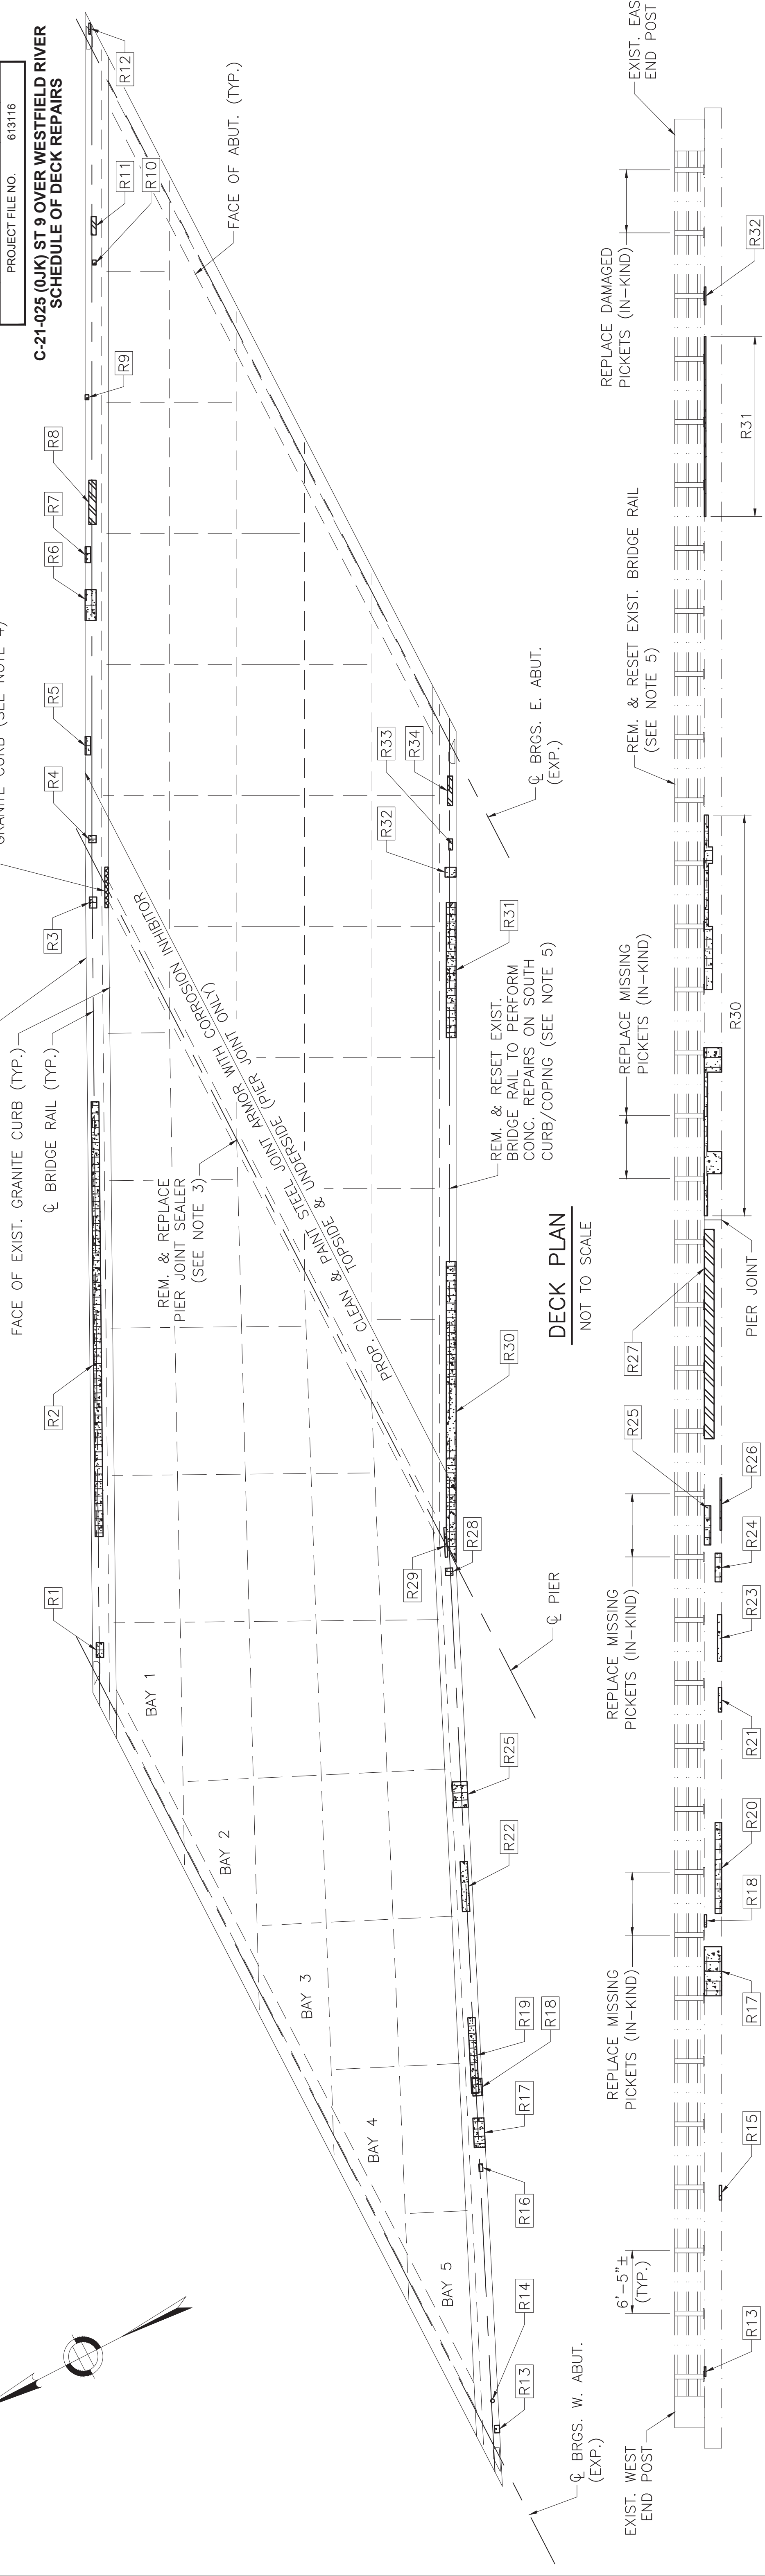 PROJECT FILE NO. 613116
C-21-025 (0JK) ST 9 OVER WESTFIELD RIVER
SCHEDULE OF DECK REPAIRS
GRANITE CURB (SEE NOTE 4)
FACE OF EXIST. GRANITE CURB (TYP.)
℄ BRIDGE RAIL (TYP.)
R1
R2
R3
R4
R5
R6
R7
R8
R9
R10
R11
R12
FACE OF ABUT. (TYP.)
REM. & REPLACE
PIER JOINT SEALER
(SEE NOTE 3)
PROP. CLEAN & PAINT STEEL JOINT ARMOR WITH CORROSION INHIBITOR
TOPSIDE & UNDERSIDE (PIER JOINT ONLY)
BAY 1
BAY 2
BAY 3
BAY 4
BAY 5
R13
R14
R16
R17
R18
R19
R22
R25
R28
R29
R30
R31
R32
R33
R34
℄ BRGS. W. ABUT.
(EXP.)
℄ PIER
℄ BRGS. E. ABUT.
(EXP.)
REM. & RESET EXIST.
BRIDGE RAIL TO PERFORM
CONC. REPAIRS ON SOUTH
CURB/COPING (SEE NOTE 5)
DECK PLAN
NOT TO SCALE
EXIST. WEST
END POST
6'-5"±
(TYP.)
REPLACE MISSING
PICKETS (IN-KIND)
REPLACE MISSING
PICKETS (IN-KIND)
REPLACE MISSING
PICKETS (IN-KIND)
REM. & RESET EXIST. BRIDGE RAIL
(SEE NOTE 5)
REPLACE DAMAGED
PICKETS (IN-KIND)
EXIST. EAS
END POST
R13
R15
R17
R18
R20
R21
R23
R24
R25
R26
R27
PIER JOINT
R30
R31
R32